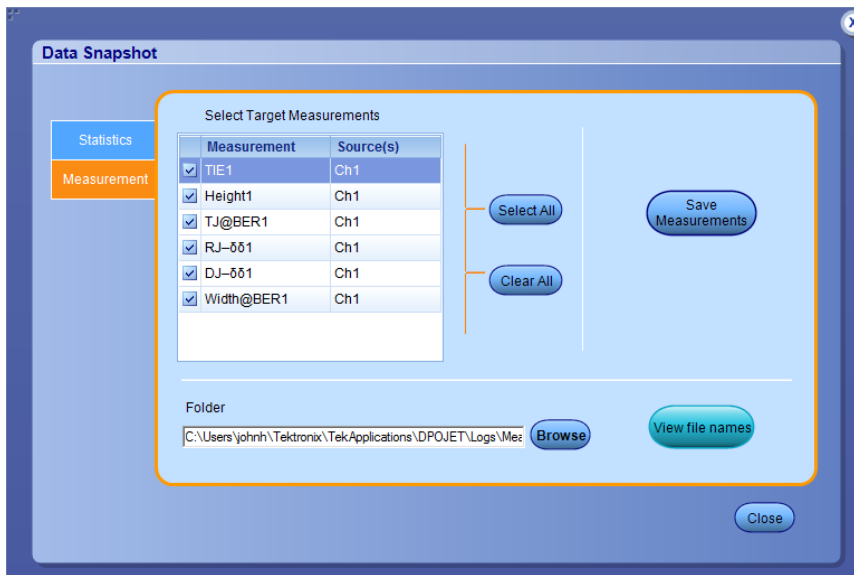 Data Snapshot
Select Target Measurements
Statistics
Measurement
Measurement Source(s)
TIE1 Ch1
Height1 Ch1
TJ@BER1 Ch1
RJ–δδ1 Ch1
DJ–δδ1 Ch1
Width@BER1 Ch1
Select All
Clear All
Save
Measurements
Folder
C:\Users\johnh\Tektronix\TekApplications\DPOJET\Logs\Mea
Browse
View file names
Close